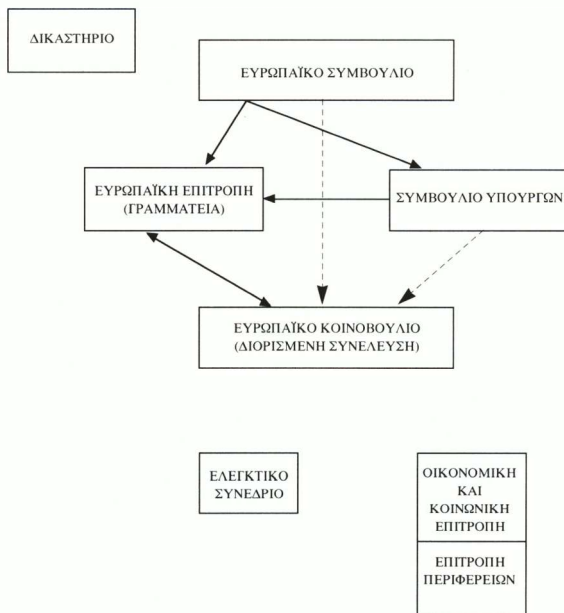 ΔΙΚΑΣΤΗΡΙΟ
ΕΥΡΩΠΑΪΚΟ ΣΥΜΒΟΥΛΙΟ
ΕΥΡΩΠΑΪΚΗ ΕΠΙΤΡΟΠΗ
(ΓΡΑΜΜΑΤΕΙΑ)
ΣΥΜΒΟΥΛΙΟ ΥΠΟΥΡΓΩΝ
ΕΥΡΩΠΑΪΚΟ ΚΟΙΝΟΒΟΥΛΙΟ
(ΔΙΟΡΙΣΜΕΝΗ ΣΥΝΕΛΕΥΣΗ)
ΕΛΕΓΚΤΙΚΟ
ΣΥΝΕΔΡΙΟ
ΟΙΚΟΝΟΜΙΚΗ
ΚΑΙ
ΚΟΙΝΩΝΙΚΗ
ΕΠΙΤΡΟΠΗ
ΕΠΙΤΡΟΠΗ
ΠΕΡΙΦΕΡΕΙΩΝ